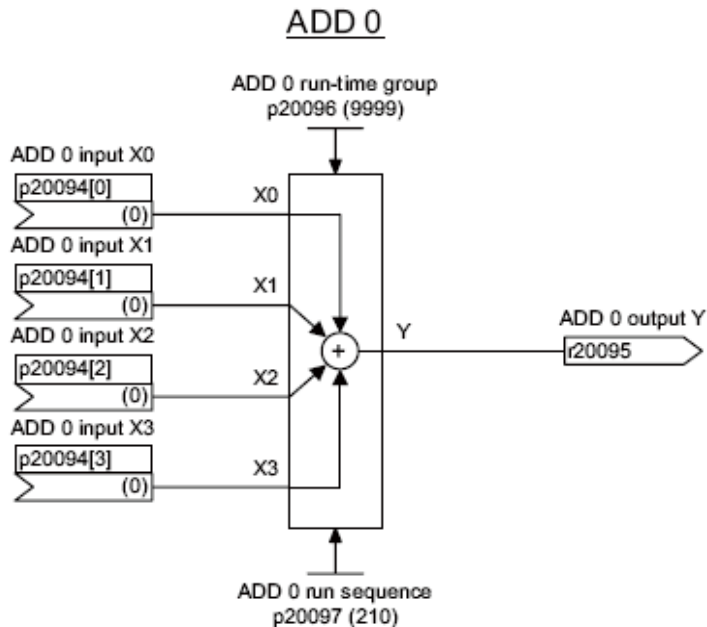 ADD 0
ADD 0 run-time group
p20096 (9999)
ADD 0 input X0
p20094[0]
(0)
X0
ADD 0 input X1
p20094[1]
(0)
X1
ADD 0 input X2
p20094[2]
(0)
X2
ADD 0 input X3
p20094[3]
(0)
X3
+
Y
ADD 0 output Y
r20095
ADD 0 run sequence
p20097 (210)